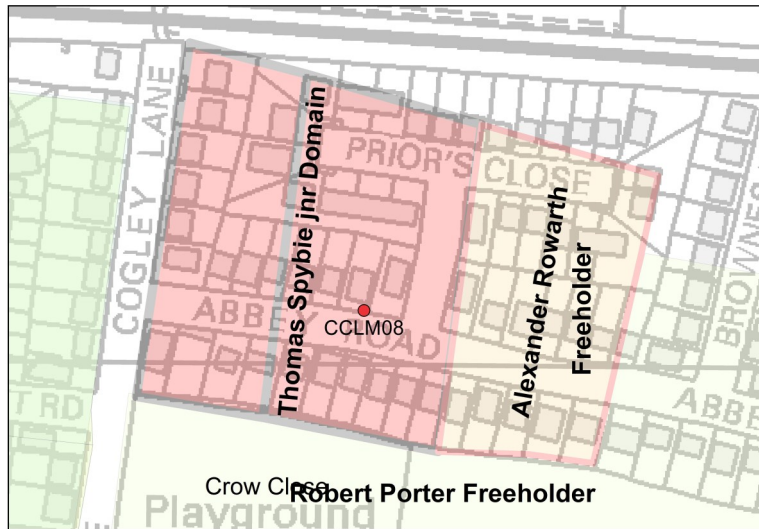 COGLEY LANE
Thomas Spybie jnr Domain
PRIOR'S CLOSE
Alexander Rowarth
Freeholder
BROWNES
CCLM08
ABBEY ROAD
T RD
ABBE
Crow Close
Robert Porter Freeholder
Playground
E